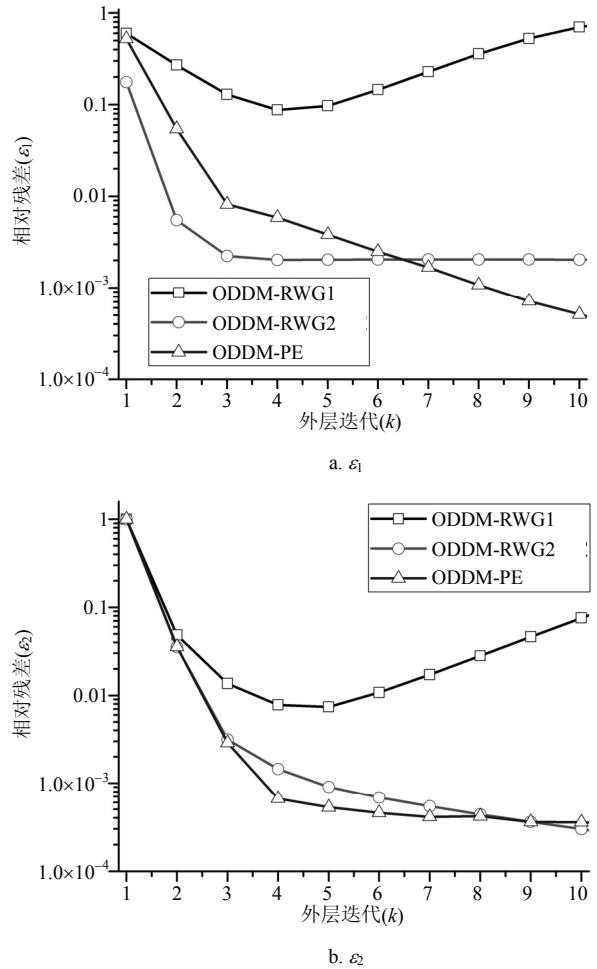 1
0.1
0.01
1.0×10⁻³
1.0×10⁻⁴
相对残差(ε₁)
ODDM-RWG1
ODDM-RWG2
ODDM-PE
1 2 3 4 5 6 7 8 9 10
外层迭代(k)
a. ε₁
1
0.1
0.01
1.0×10⁻³
1.0×10⁻⁴
相对残差(ε₂)
ODDM-RWG1
ODDM-RWG2
ODDM-PE
1 2 3 4 5 6 7 8 9 10
外层迭代(k)
b. ε₂